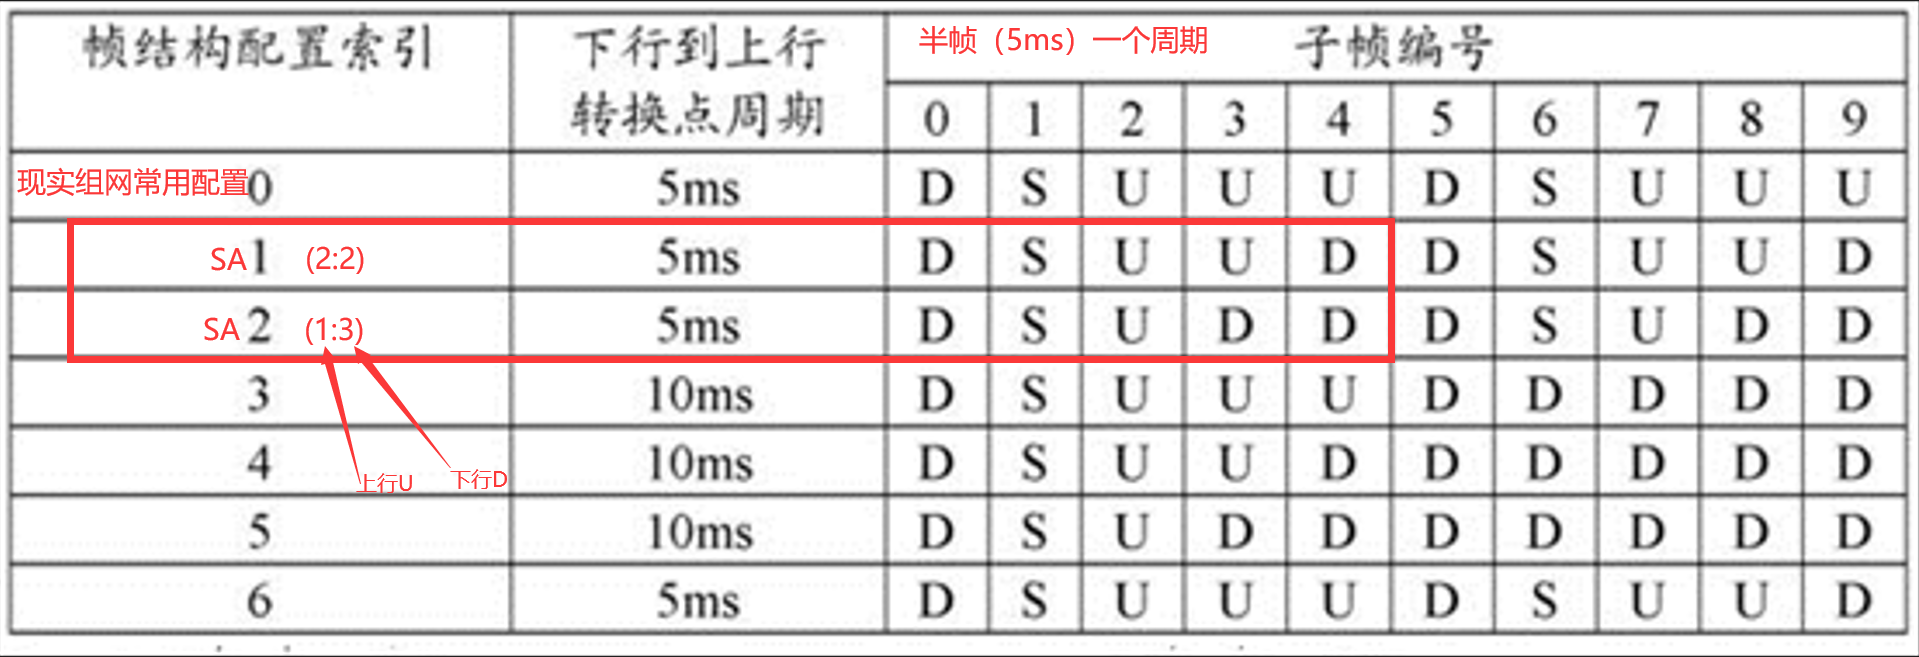 帧结构配置索引 下行到上行转换点周期 半帧（5ms）一个周期 子帧编号
0 1 2 3 4 5 6 7 8 9
现实组网常用配置 0 5ms D S U U U D S U U U
SA 1 (2:2) 5ms D S U U D D S U U D
SA 2 (1:3) 5ms D S U D D D S U D D
3 10ms D S U U U D D D D D
4 10ms D S U U D D D D D D
上行U 下行D
5 10ms D S U D D D D D D D
6 5ms D S U U U D S U U D